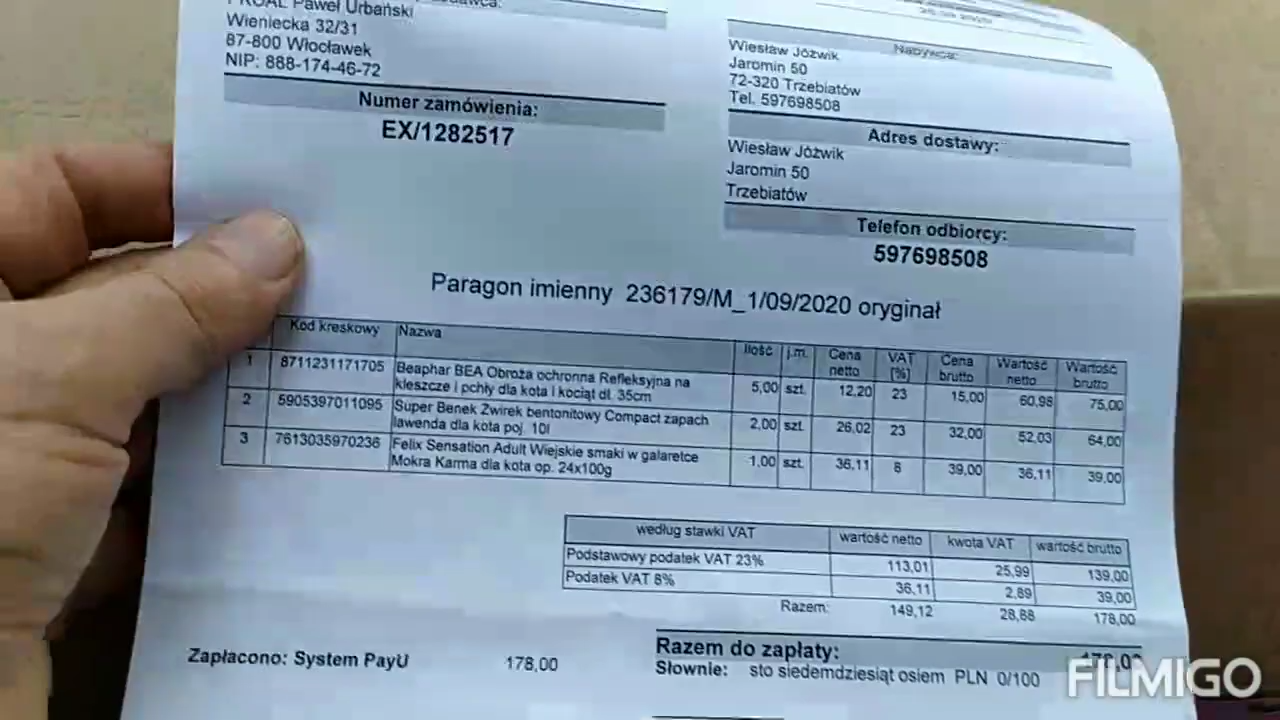 Paweł Urbański
Wieniecka 32/31
87-800 Włocławek
NIP: 888-174-46-72
Numer zamówienia:
EX/1282517
Nabywca:
Wiesław Jóźwik
Jaromin 50
72-320 Trzebiatów
Tel. 597698508
Adres dostawy:
Wiesław Jóźwik
Jaromin 50
Trzebiatów
Telefon odbiorcy:
597698508
Paragon imienny 236179/M_1/09/2020 oryginał
Kod kreskowy Nazwa Ilość j.m. Cena netto VAT [%] Cena brutto Wartość netto Wartość brutto
1 8711231171705 Beaphar BEA Obroża ochronna Refleksyjna na 5,00 szt. 12,20 23 15,00 60,98 75,00
kleszcze i pchły dla kota i kociąt dł. 35cm
2 5905397011095 Super Benek Żwirek bentonitowy Compact zapach 2,00 szt. 26,02 23 32,00 52,03 64,00
lawenda dla kota poj. 10l
3 7613035970236 Felix Sensation Adult Wiejskie smaki w galaretce 1,00 szt. 36,11 8 39,00 36,11 39,00
Mokra Karma dla kota op. 24x100g
według stawki VAT wartość netto kwota VAT wartość brutto
Podstawowy podatek VAT 23% 113,01 25,99 139,00
Podatek VAT 8% 36,11 2,89 39,00
Razem: 149,12 28,88 178,00
Zapłacono: System PayU 178,00
Razem do zapłaty: 178,00
Słownie: sto siedemdziesiąt osiem PLN 0/100
FILMIGO